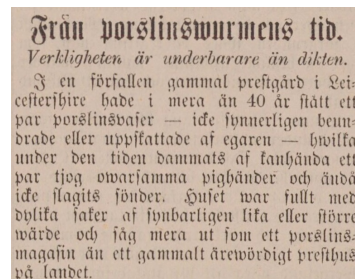 Från porslinswurmens tid.
Verkligheten är underbarare än dikten.
I en förfallen gammal prestgård i Lei-
cestershire hade i mera än 40 år stått ett
par porslinsvaser — icke synnerligen beun-
drade eller uppskattade af egaren — hwilka
under den tiden dammats af kanhända ett
par tjog owarsamma pighänder och ändå
icke slagits sönder. Huset war fullt med
dylika saker af synbarligen lika eller större
wärde och såg mera ut som ett porslins-
magasin än ett gammalt ärewördigt presthus
på landet.